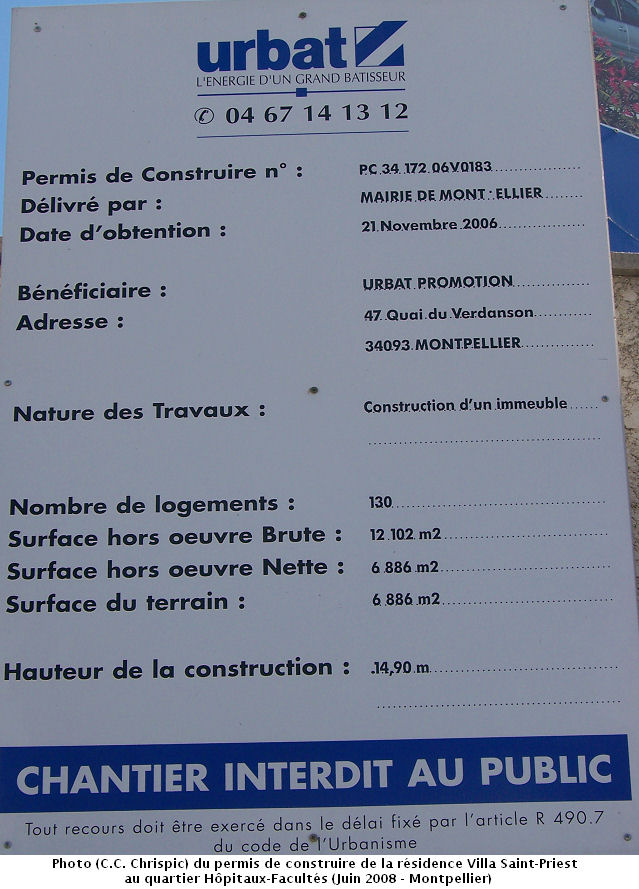 urbat
L'ENERGIE D'UN GRAND BATISSEUR
✆ 04 67 14 13 12
Permis de Construire n° : PC 34 172 06V0183
Délivré par : MAIRIE DE MONT ELLIER
Date d'obtention : 21 Novembre 2006
Bénéficiaire : URBAT PROMOTION
Adresse : 47 Quai du Verdanson
34093 MONTPELLIER
Nature des Travaux : Construction d'un immeuble
Nombre de logements : 130
Surface hors oeuvre Brute : 12 102 m2
Surface hors oeuvre Nette : 6 886 m2
Surface du terrain : 6 886 m2
Hauteur de la construction : 14,90 m
CHANTIER INTERDIT AU PUBLIC
Tout recours doit être exercé dans le délai fixé par l'article R 490.7
du code de l'Urbanisme
Photo (C.C. Chrispic) du permis de construire de la résidence Villa Saint-Priest
au quartier Hôpitaux-Facultés (Juin 2008 - Montpellier)